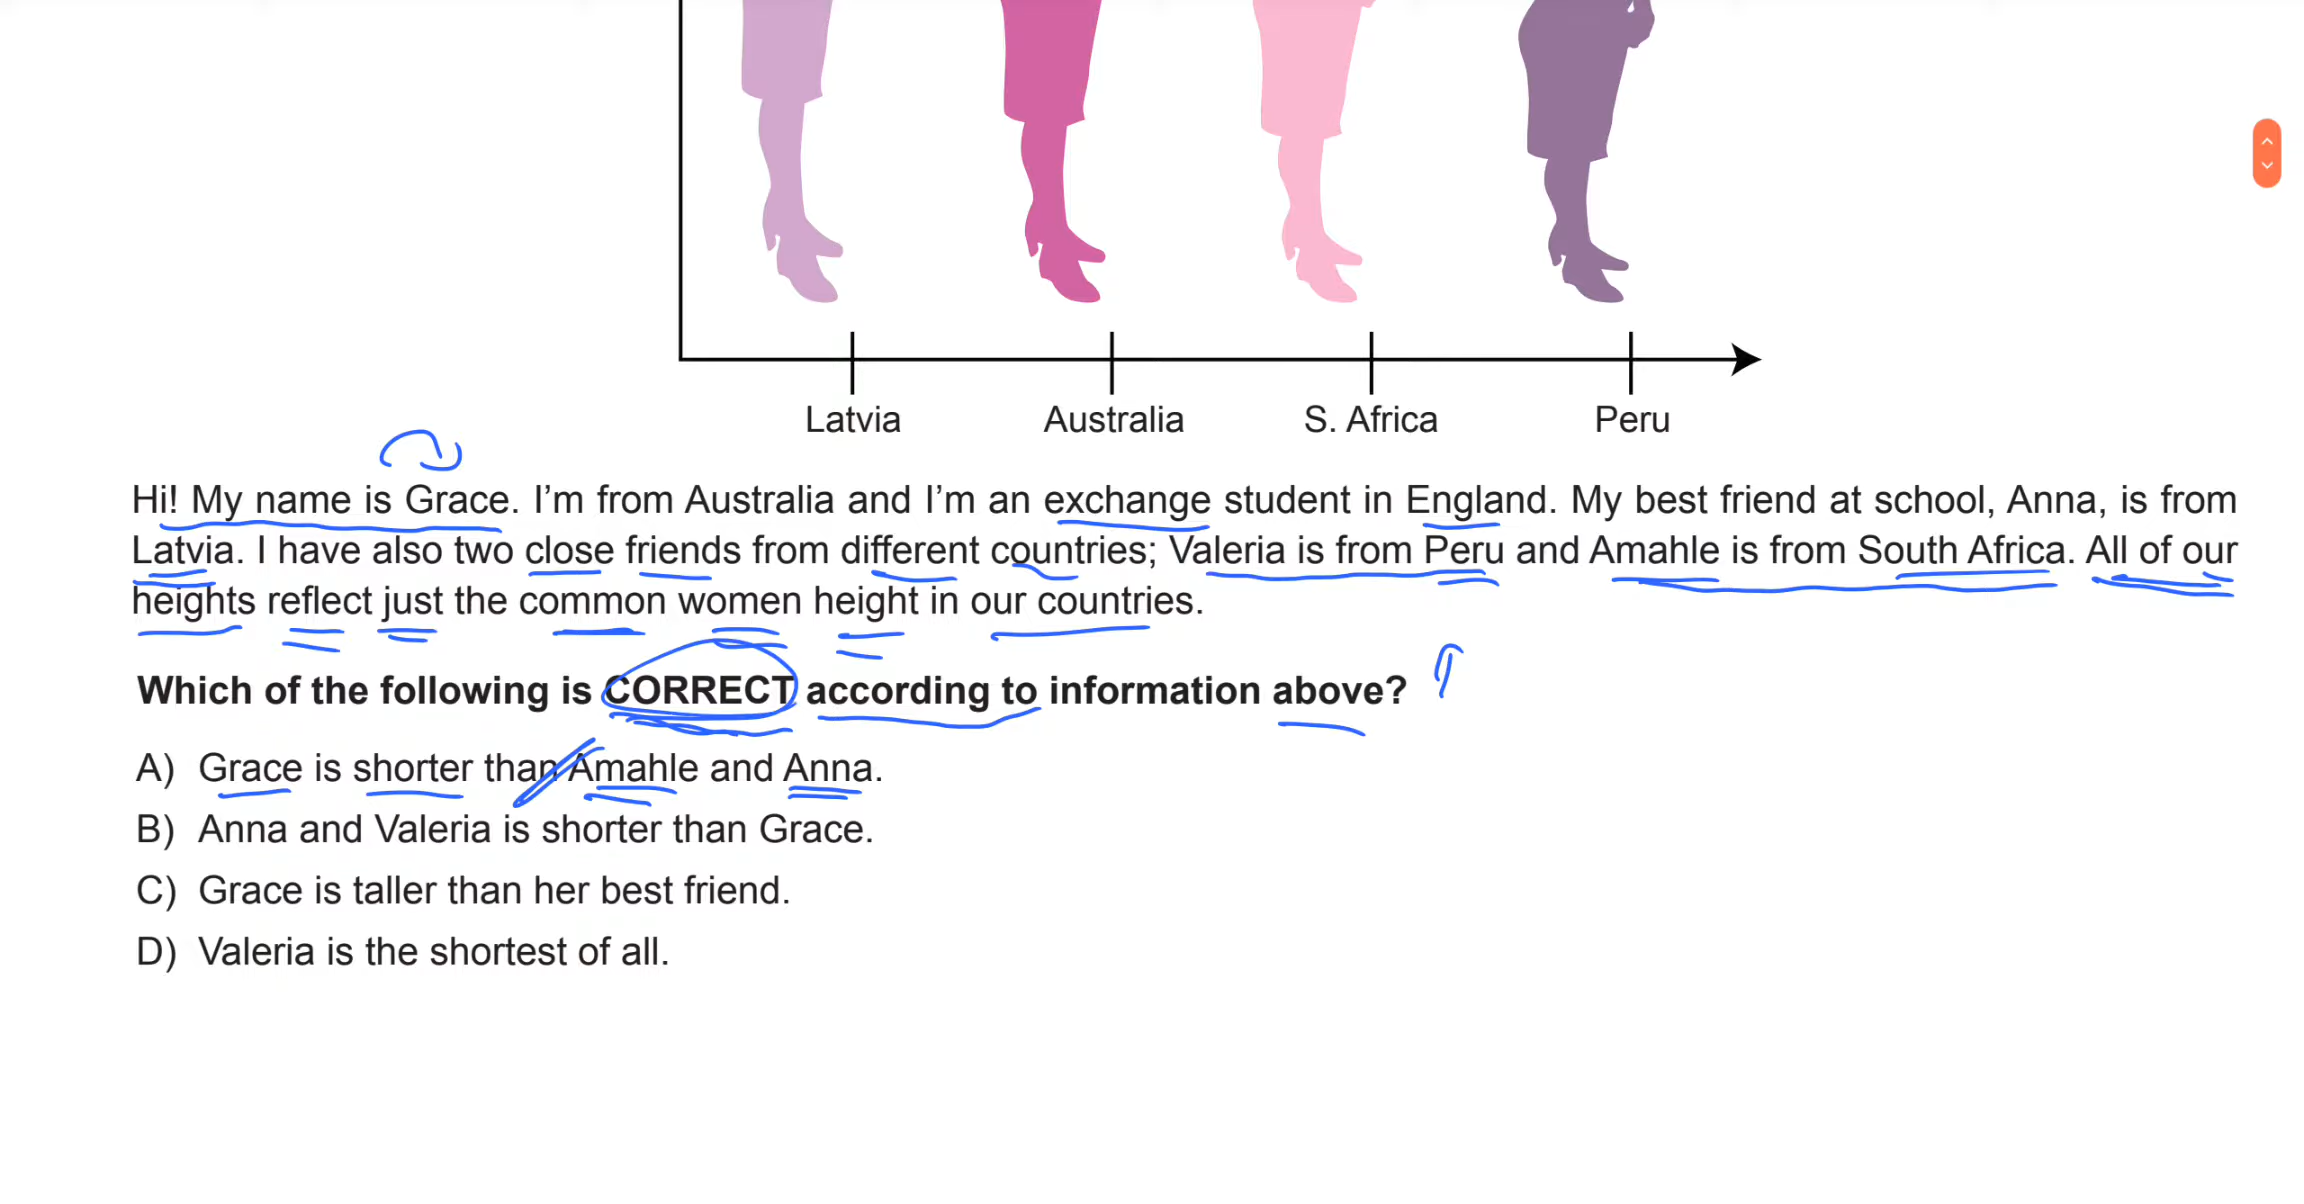 Latvia Australia S. Africa Peru
Hi! My name is Grace. I'm from Australia and I'm an exchange student in England. My best friend at school, Anna, is from
Latvia. I have also two close friends from different countries; Valeria is from Peru and Amahle is from South Africa. All of our
heights reflect just the common women height in our countries.
Which of the following is CORRECT according to information above?
A) Grace is shorter than Amahle and Anna.
B) Anna and Valeria is shorter than Grace.
C) Grace is taller than her best friend.
D) Valeria is the shortest of all.